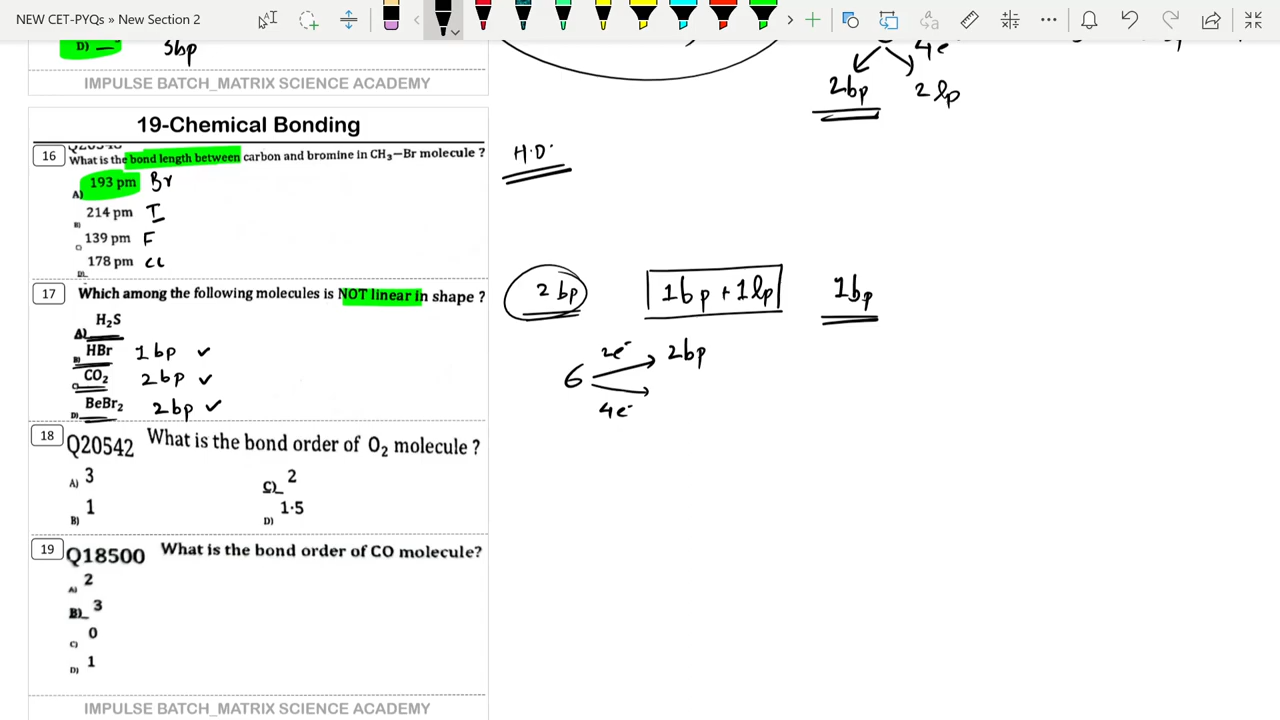 NEW CET-PYQs » New Section 2
D) 3bp
4e⁻
2bp 2lp
IMPULSE BATCH_MATRIX SCIENCE ACADEMY
19-Chemical Bonding
16 What is the bond length between carbon and bromine in CH₃–Br molecule ?
A) 193 pm Br
214 pm I
139 pm F
178 pm Cl
H.D.
17 Which among the following molecules is NOT linear in shape ?
A) H₂S
HBr 1bp ✓
CO₂ 2bp ✓
D) BeBr₂ 2bp ✓
2bp 1bp + 1lp 1bp
6 2e⁻ 2bp
4e⁻
18 Q20542 What is the bond order of O₂ molecule ?
A) 3
B) 1
C) 2
D) 1·5
19 Q18500 What is the bond order of CO molecule?
A) 2
B) 3
C) 0
D) 1
IMPULSE BATCH_MATRIX SCIENCE ACADEMY